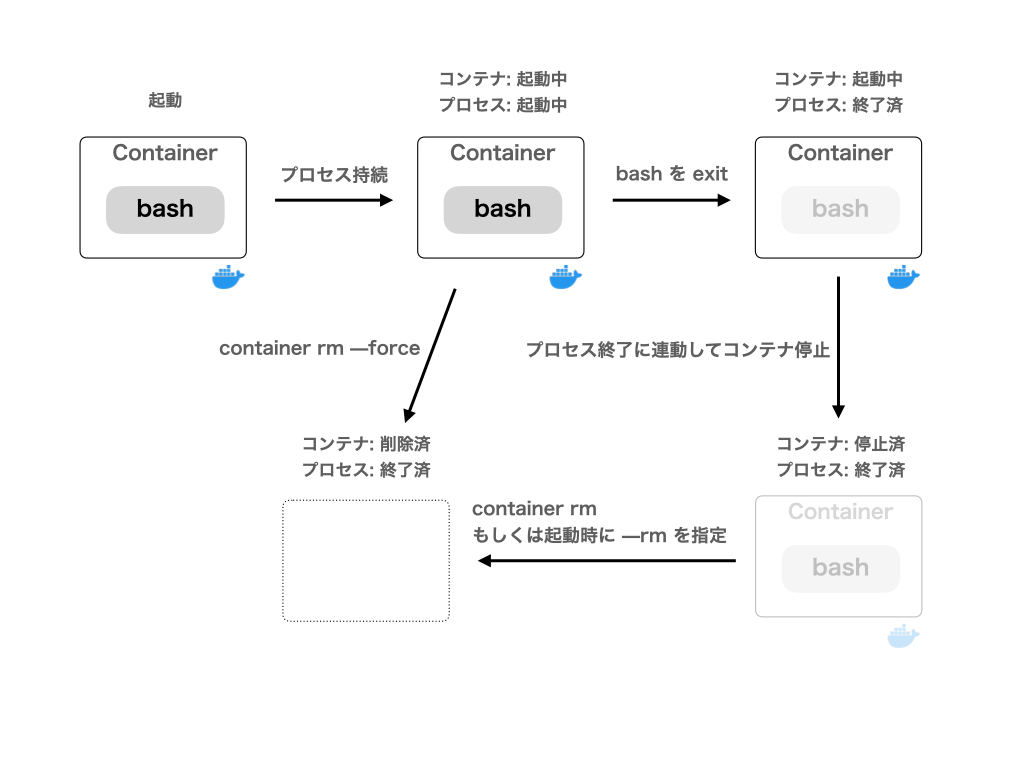 起動
Container
bash
プロセス持続
コンテナ: 起動中
プロセス: 起動中
Container
bash
bash を exit
コンテナ: 起動中
プロセス: 終了済
Container
bash
container rm —force
プロセス終了に連動してコンテナ停止
コンテナ: 削除済
プロセス: 終了済
container rm
もしくは起動時に —rm を指定
コンテナ: 停止済
プロセス: 終了済
Container
bash